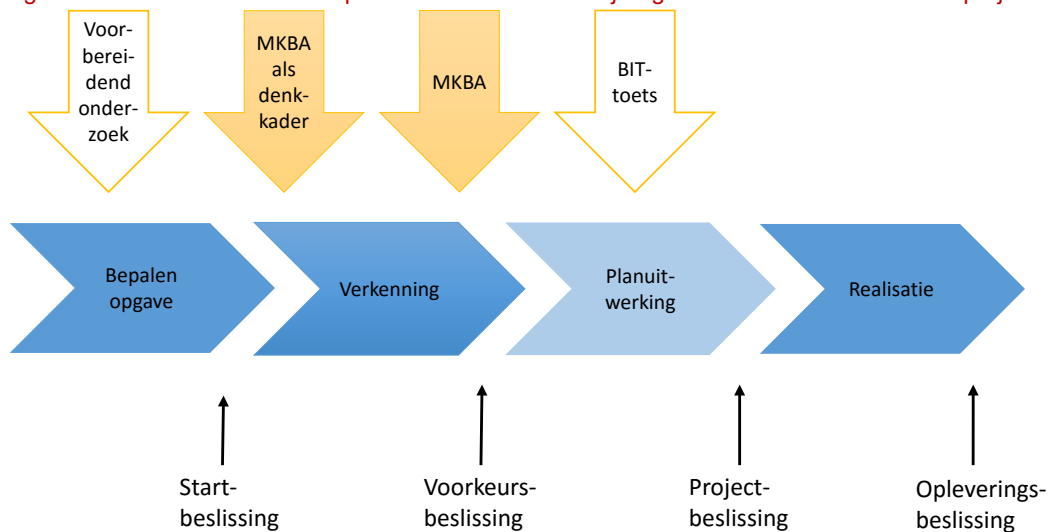 Voor-
berei-
dend
onder-
zoek
MKBA
als
denk-
kader
MKBA
BIT-
toets
Bepalen
opgave
Verkenning
Planuit-
werking
Realisatie
Start-
beslissing
Voorkeurs-
beslissing
Project-
beslissing
Opleverings-
beslissing